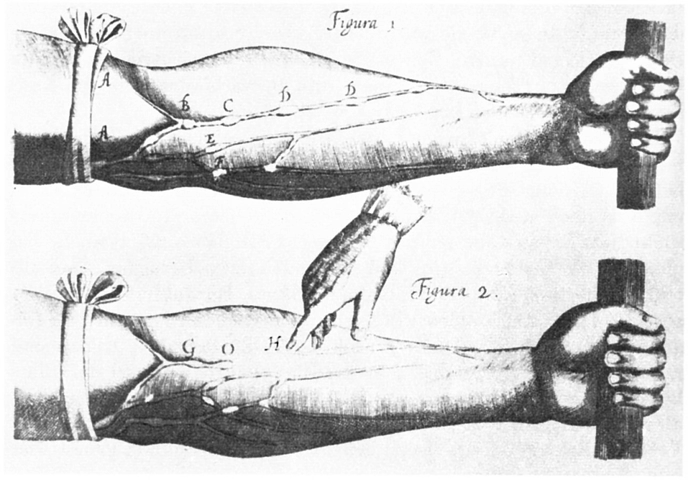 Figura 1
A
B C D D
A
E
F
Figura 2.
G O H